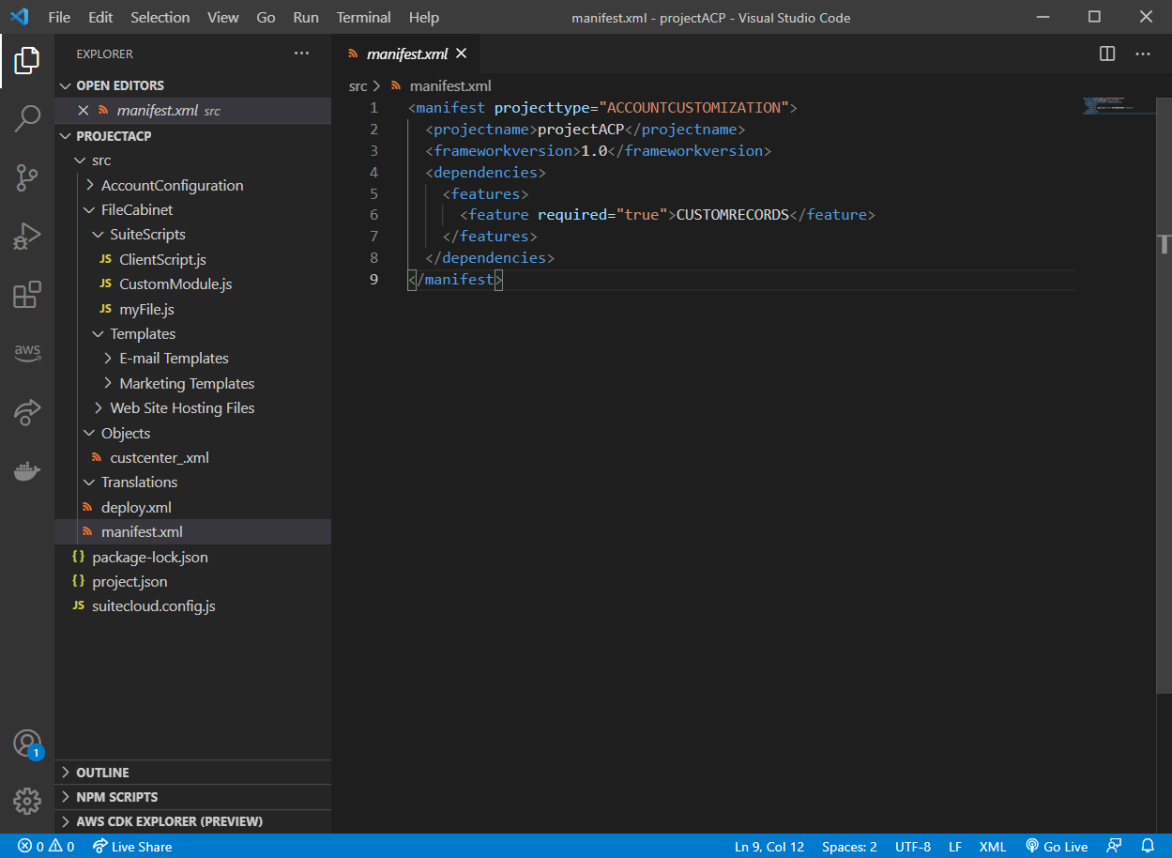 File Edit Selection View Go Run Terminal Help manifest.xml - projectACP - Visual Studio Code
EXPLORER ···
OPEN EDITORS
manifest.xml src
PROJECTACP
src
AccountConfiguration
FileCabinet
SuiteScripts
JS ClientScript.js
JS CustomModule.js
JS myFile.js
Templates
E-mail Templates
Marketing Templates
Web Site Hosting Files
Objects
custcenter_.xml
Translations
deploy.xml
manifest.xml
{} package-lock.json
{} project.json
JS suitecloud.config.js
OUTLINE
NPM SCRIPTS
AWS CDK EXPLORER (PREVIEW)
aws
1
manifest.xml
src > manifest.xml
1 <manifest projecttype="ACCOUNTCUSTOMIZATION">
2 <projectname>projectACP</projectname>
3 <frameworkversion>1.0</frameworkversion>
4 <dependencies>
5 <features>
6 <feature required="true">CUSTOMRECORDS</feature>
7 </features>
8 </dependencies>
9 </manifest>
T
0 0 Live Share Ln 9, Col 12 Spaces: 2 UTF-8 LF XML Go Live